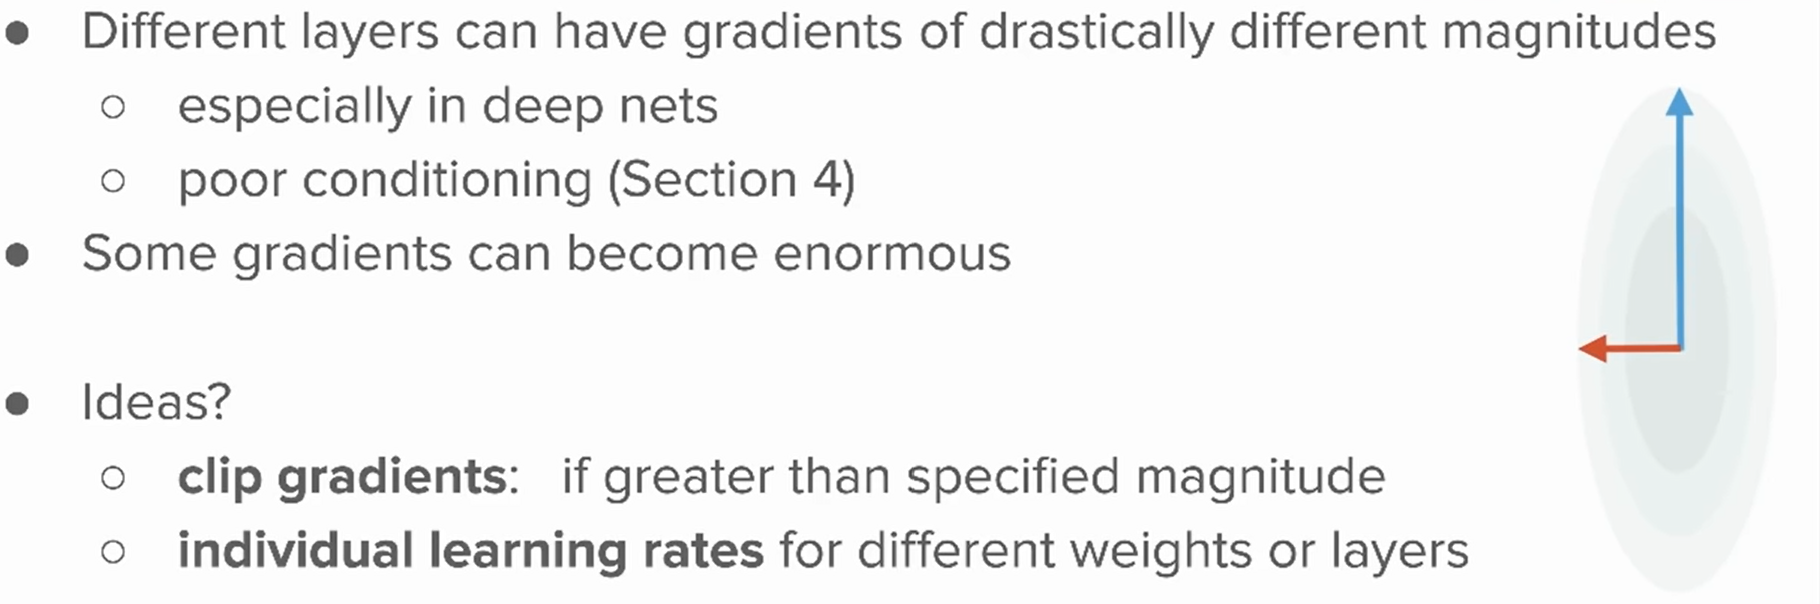 ● Different layers can have gradients of drastically different magnitudes
○ especially in deep nets
○ poor conditioning (Section 4)
● Some gradients can become enormous
● Ideas?
○ clip gradients: if greater than specified magnitude
○ individual learning rates for different weights or layers